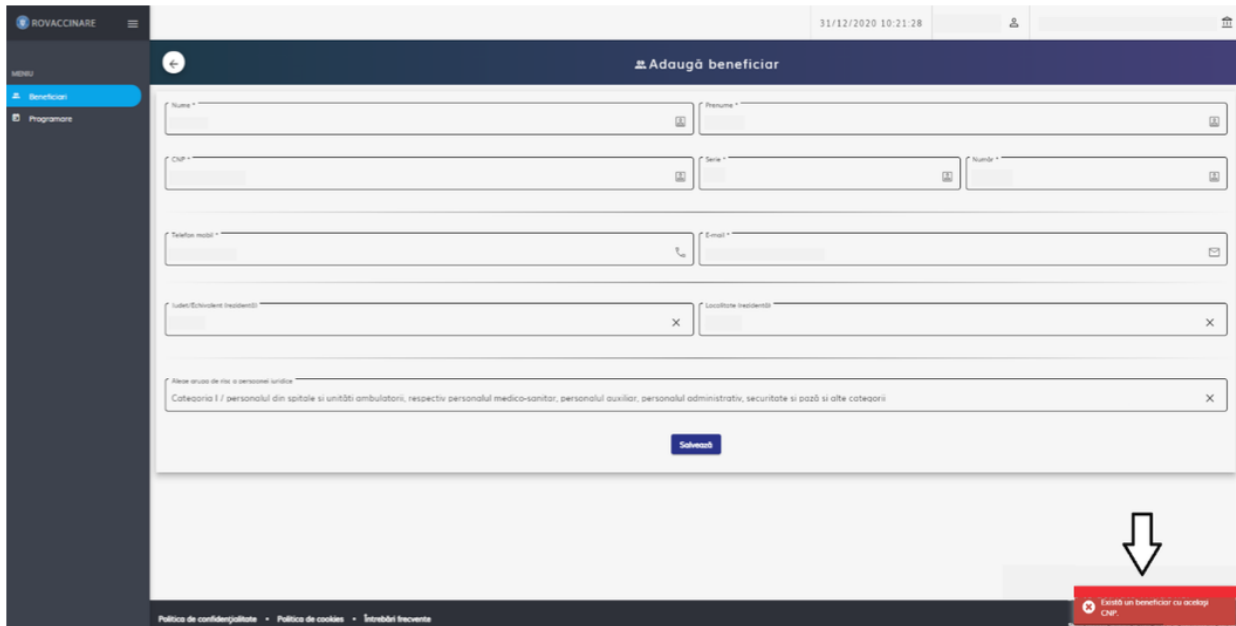 ROVACCINARE
31/12/2020 10:21:28
Adaugă beneficiar
MENIU
Beneficiari
Programare
Nume *
Prenume *
CNP *
Serie *
Număr *
Telefon mobil *
E-mail *
Județ/Echivalent (rezidență)
Localitate (rezidență)
Alege grupa de risc a persoanei juridice
Categoria I / personalul din spitale si unități ambulatorii, respectiv personalul medico-sanitar, personalul auxiliar, personalul administrativ, securitate si pază si alte categorii
Salvează
Există un beneficiar cu același
CNP.
Politica de confidențialitate • Politica de cookies • Întrebări frecvente